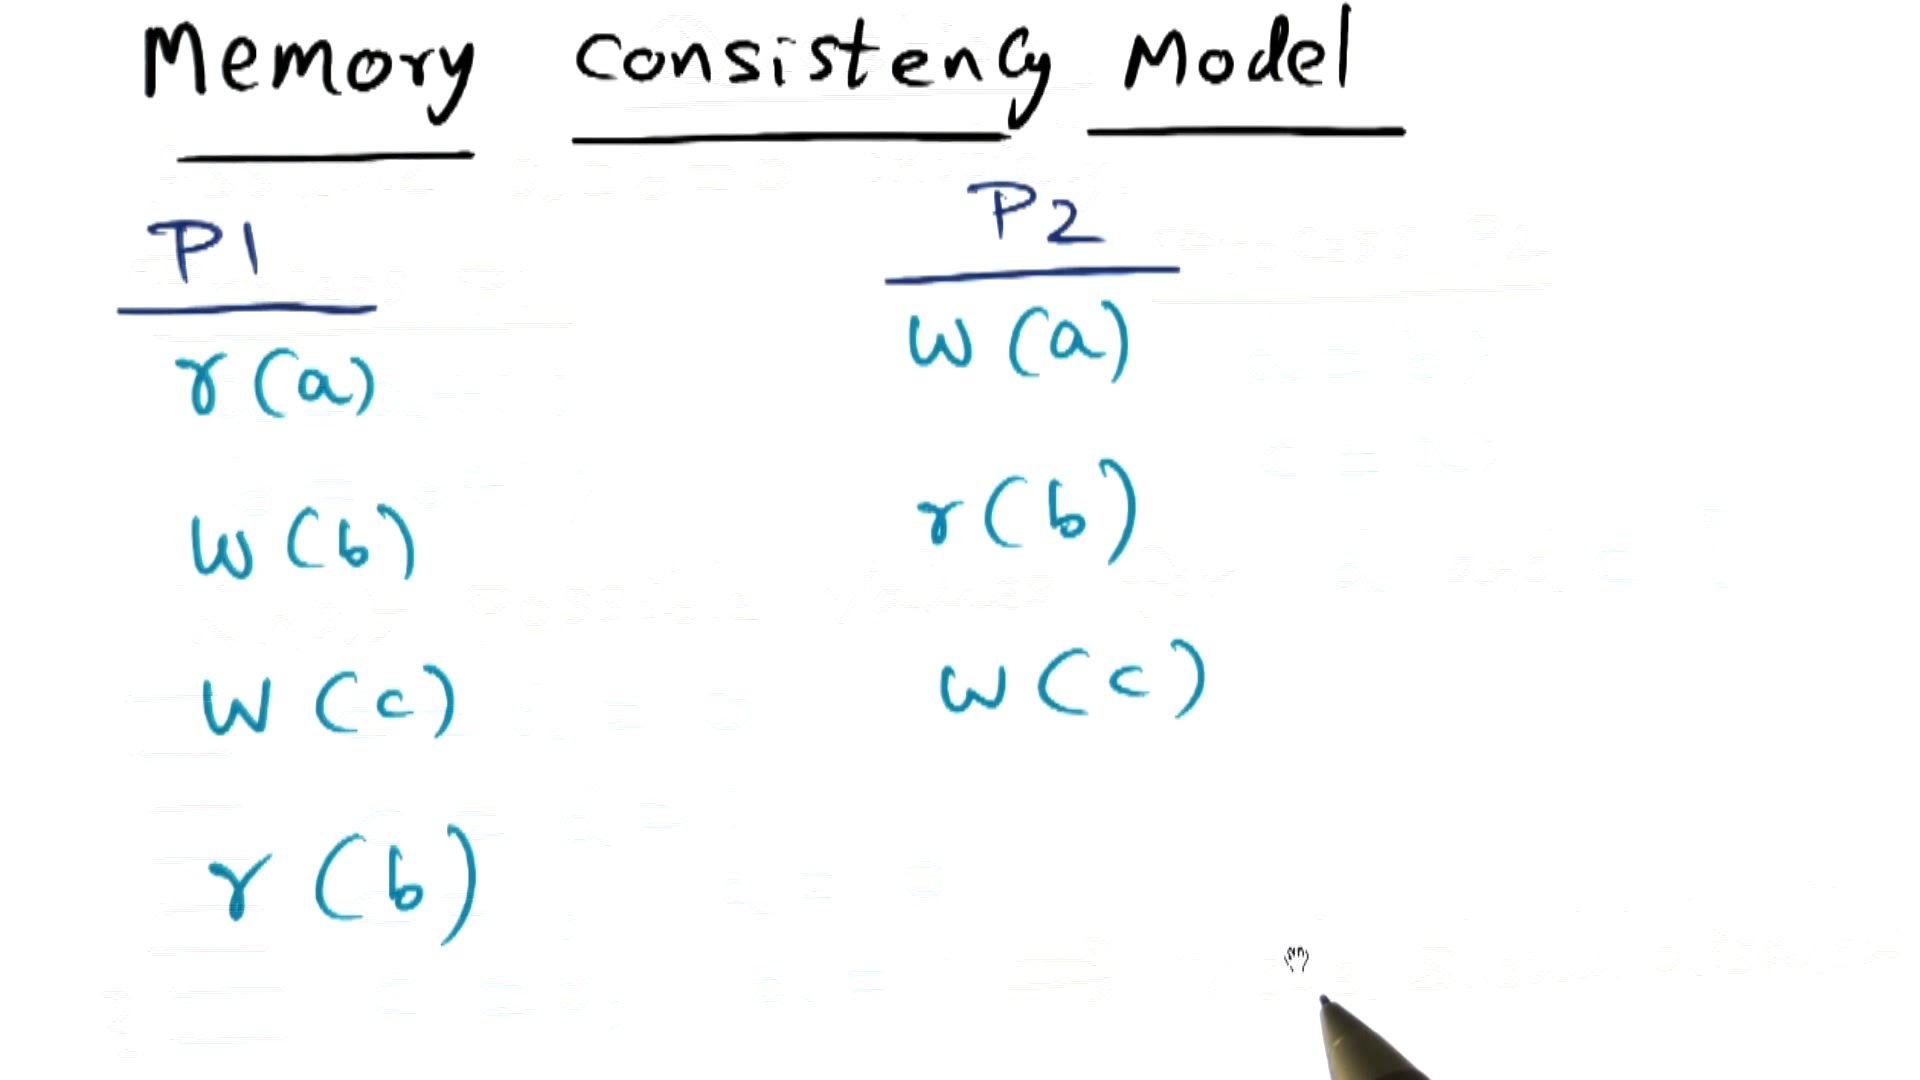 Memory Consistency Model
P1
r(a)
w(b)
w(c)
r(b)
P2
w(a)
r(b)
w(c)